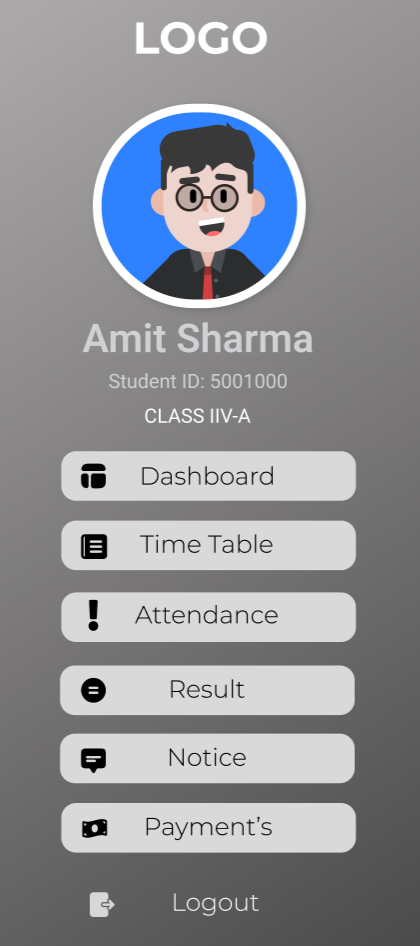 LOGO
Amit Sharma
Student ID: 5001000
CLASS IIV-A
Dashboard
Time Table
Attendance
Result
Notice
Payment’s
Logout